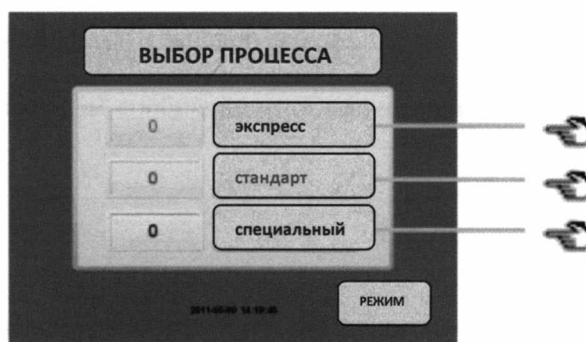 ВЫБОР ПРОЦЕССА
0 экспресс
0 стандарт
0 специальный
РЕЖИМ